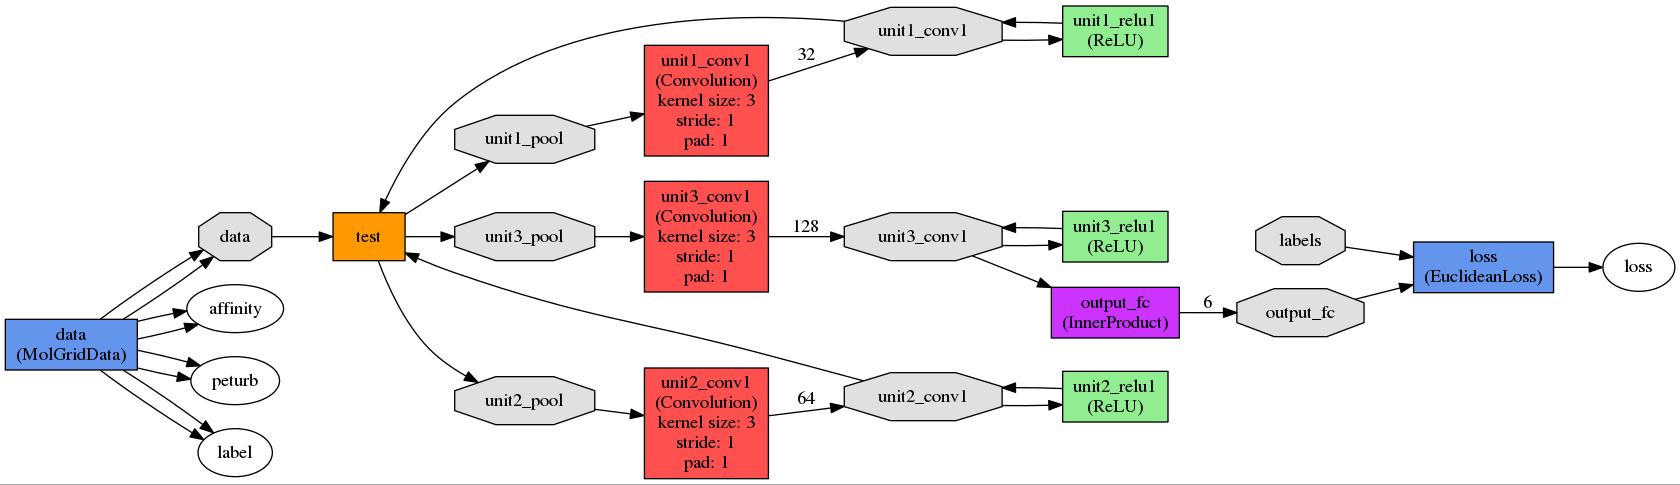 data
(MolGridData)
data
affinity
peturb
label
test
unit1_pool
unit3_pool
unit2_pool
unit1_conv1
(Convolution)
kernel size: 3
stride: 1
pad: 1
32
unit1_conv1
unit1_relu1
(ReLU)
unit3_conv1
(Convolution)
kernel size: 3
stride: 1
pad: 1
128
unit3_conv1
unit3_relu1
(ReLU)
unit2_conv1
(Convolution)
kernel size: 3
stride: 1
pad: 1
64
unit2_conv1
unit2_relu1
(ReLU)
output_fc
(InnerProduct)
6
labels
output_fc
loss
(EuclideanLoss)
loss